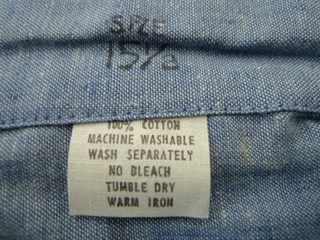 SIZE
15½
100% COTTON
MACHINE WASHABLE
WASH SEPARATELY
NO BLEACH
TUMBLE DRY
WARM IRON